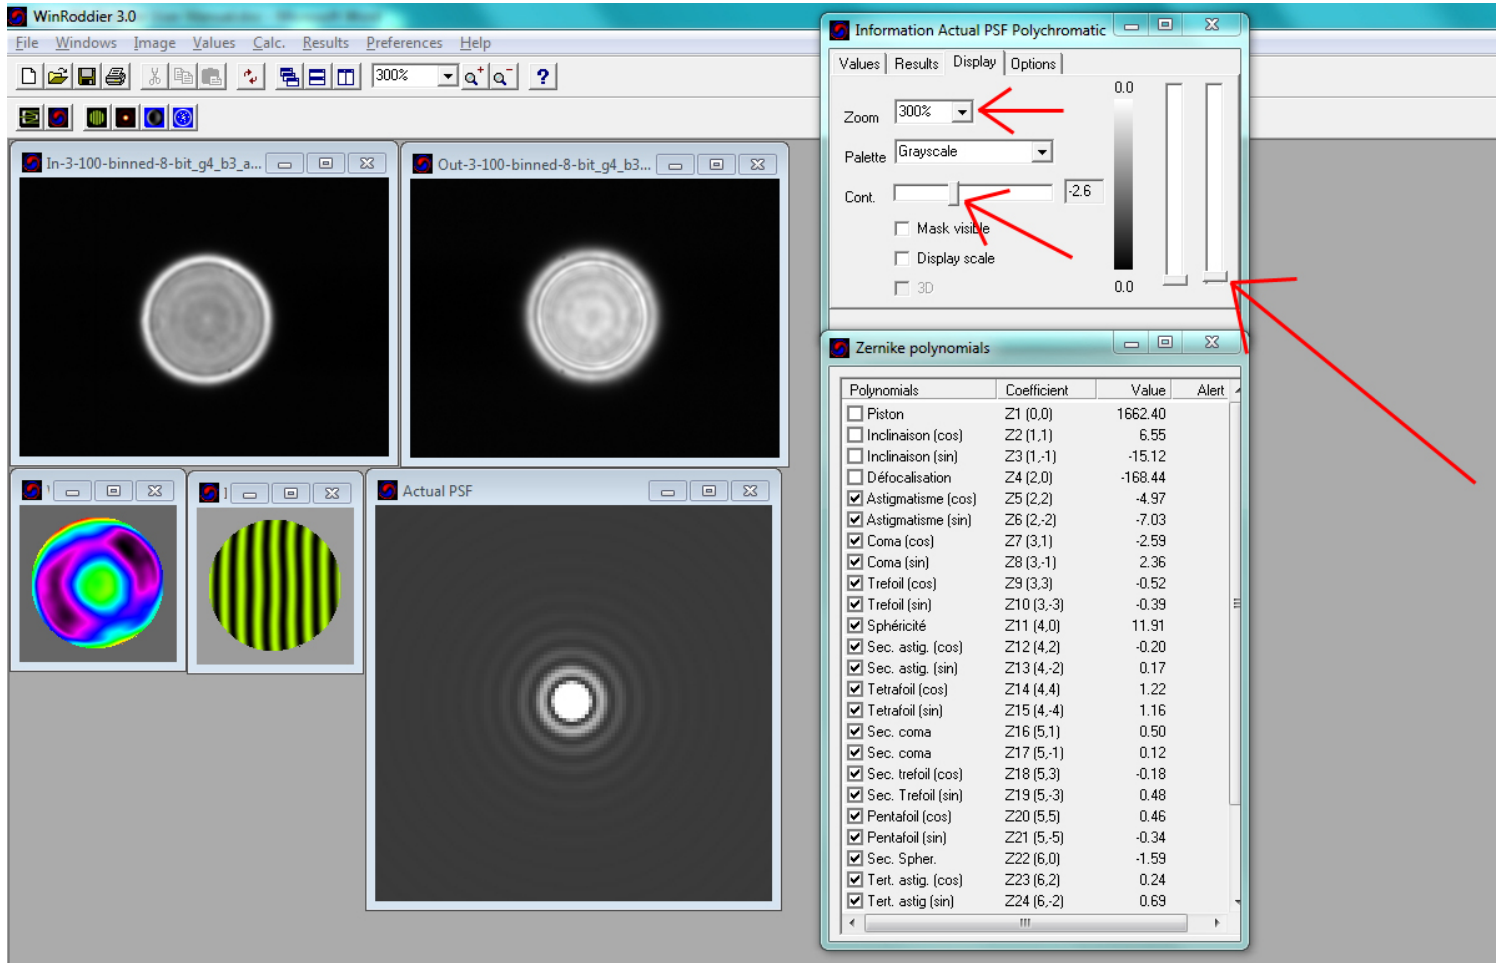 WinRoddier 3.0
File Windows Image Values Calc. Results Preferences Help
300%
In-3-100-binned-8-bit_g4_b3_a...
Out-3-100-binned-8-bit_g4_b3...
Actual PSF
Information Actual PSF Polychromatic
Values Results Display Options
Zoom 300%
Palette Grayscale
Cont. -2.6
Mask visible
Display scale
3D
0.0
0.0
Zernike polynomials
Polynomials Coefficient Value Alert
Piston Z1 (0,0) 1662.40
Inclinaison (cos) Z2 (1,1) 6.55
Inclinaison (sin) Z3 (1,-1) -15.12
Défocalisation Z4 (2,0) -168.44
Astigmatisme (cos) Z5 (2,2) -4.97
Astigmatisme (sin) Z6 (2,-2) -7.03
Coma (cos) Z7 (3,1) -2.59
Coma (sin) Z8 (3,-1) 2.36
Trefoil (cos) Z9 (3,3) -0.52
Trefoil (sin) Z10 (3,-3) -0.39
Sphéricité Z11 (4,0) 11.91
Sec. astig. (cos) Z12 (4,2) -0.20
Sec. astig. (sin) Z13 (4,-2) 0.17
Tetrafoil (cos) Z14 (4,4) 1.22
Tetrafoil (sin) Z15 (4,-4) 1.16
Sec. coma Z16 (5,1) 0.50
Sec. coma Z17 (5,-1) 0.12
Sec. trefoil (cos) Z18 (5,3) -0.18
Sec. Trefoil (sin) Z19 (5,-3) 0.48
Pentafoil (cos) Z20 (5,5) 0.46
Pentafoil (sin) Z21 (5,-5) -0.34
Sec. Spher. Z22 (6,0) -1.59
Tert. astig. (cos) Z23 (6,2) 0.24
Tert. astig (sin) Z24 (6,-2) 0.69